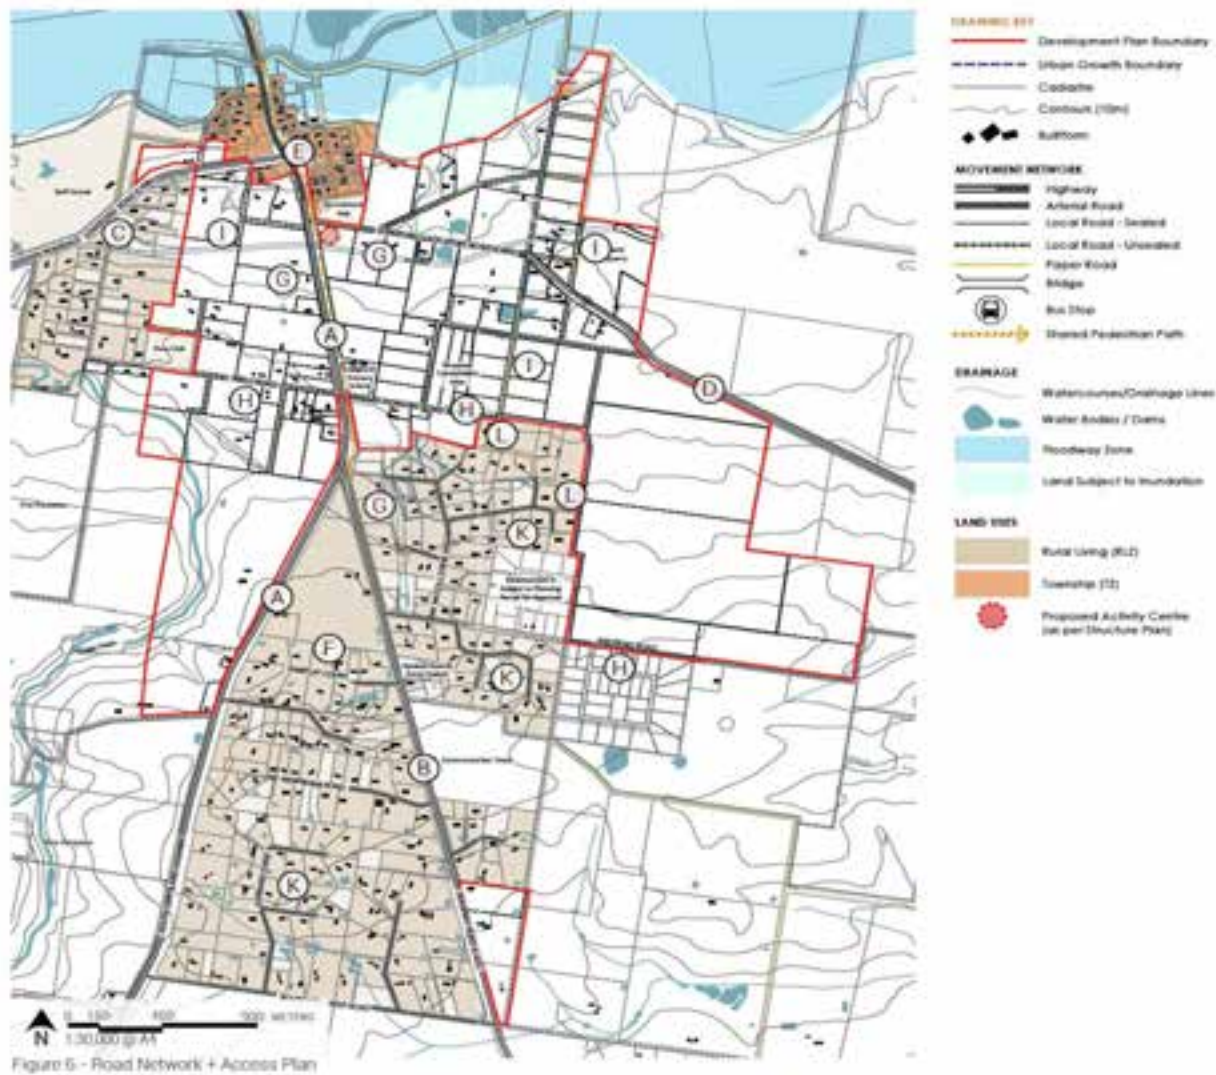 DRAWING KEY
Development Plan Boundary
Urban Growth Boundary
Cadastre
Contours (10m)
Builtform
MOVEMENT NETWORK
Highway
Arterial Road
Local Road - Sealed
Local Road - Unsealed
Paper Road
Bridge
Bus Stop
Shared Pedestrian Path
DRAINAGE
Watercourses/Drainage Lines
Water Bodies / Dams
Floodway Zone
Land Subject to Inundation
LAND USES
Rural Living (RLZ)
Township (TZ)
Proposed Activity Centre
(as per Structure Plan)
E
C
I
G
G
I
A
I
D
H
H
L
G
L
K
A
F
K
H
B
K
N
METERS
1:30,000 @ A4
Figure 6 - Road Network + Access Plan